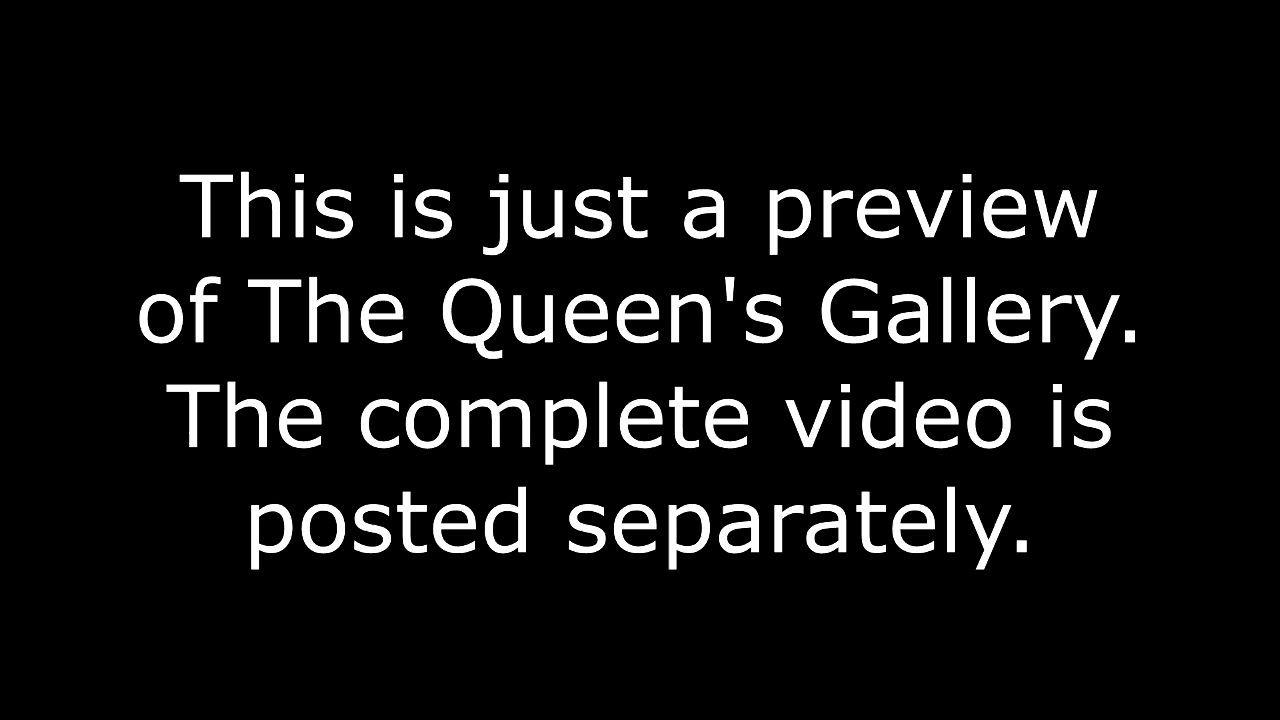 This is just a preview
of The Queen's Gallery.
The complete video is
posted separately.